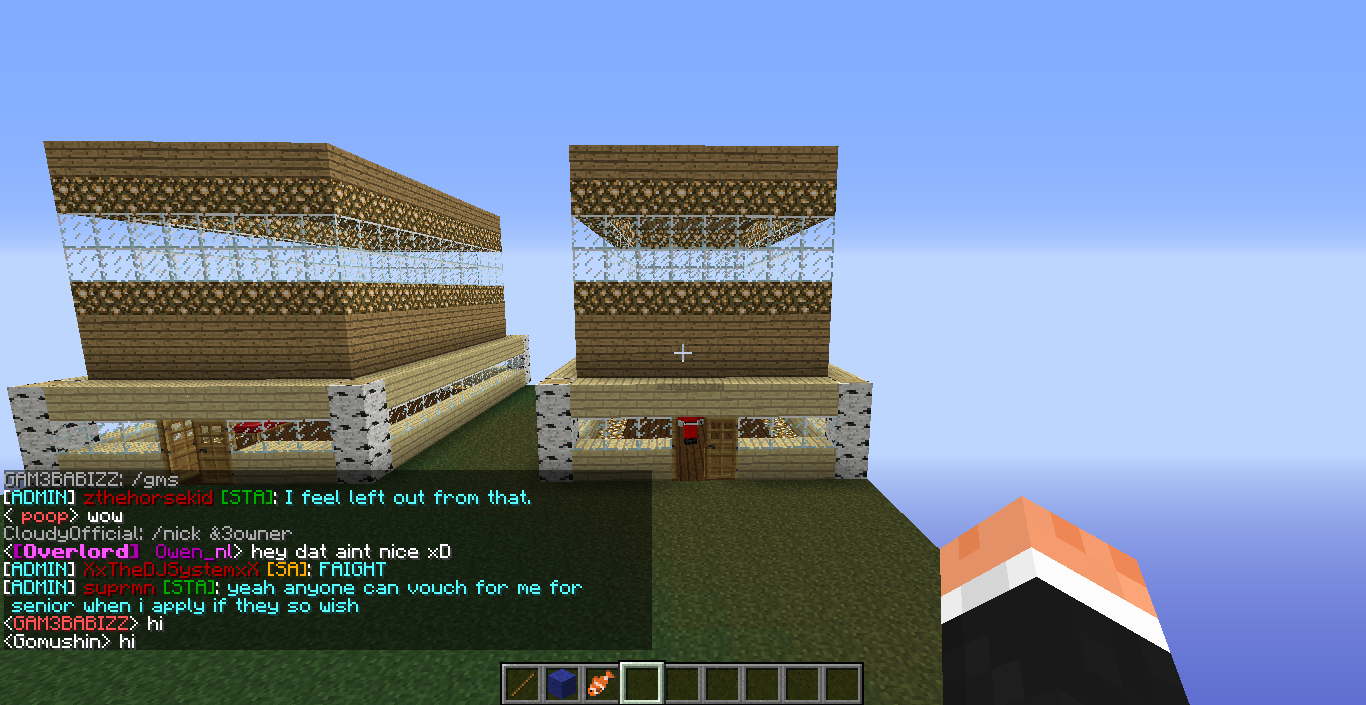 GAM3BABIZZ: /gms
[ADMIN] zthehorsekid [STA]: I feel left out from that.
< poop> wow
CloudyOfficial: /nick &3owner
<[Overlord] Owen_nl> hey dat aint nice xD
[ADMIN] XxTheDJSystemxX [SA]: FAIGHT
[ADMIN] suprmn [STA]: yeah anyone can vouch for me for
senior when i apply if they so wish
<GAM3BABIZZ> hi
<Gomushin> hi